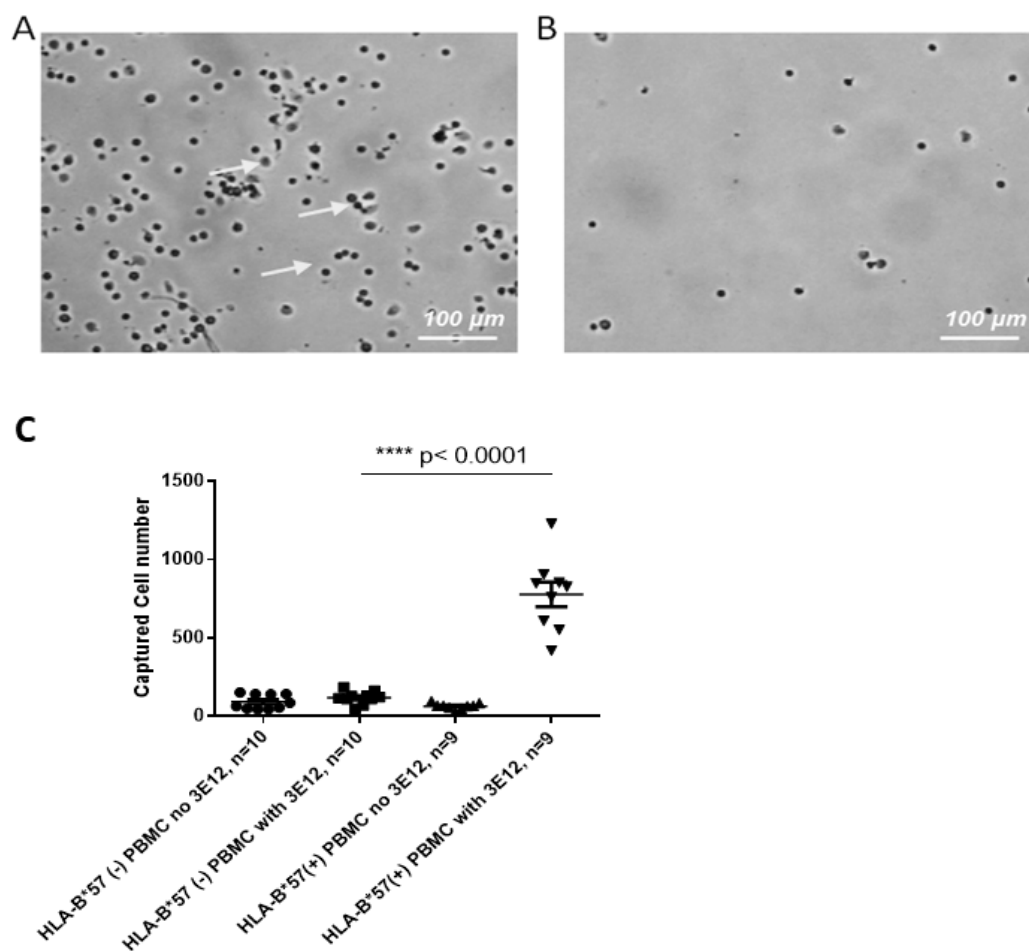 A
B
100 µm
100 µm
C
**** p< 0.0001
1500
1000
500
0
Captured Cell number
HLA-B*57 (-) PBMC no 3E12, n=10
HLA-B*57 (-) PBMC with 3E12, n=10
HLA-B*57(+) PBMC no 3E12, n=9
HLA-B*57(+) PBMC with 3E12, n=9